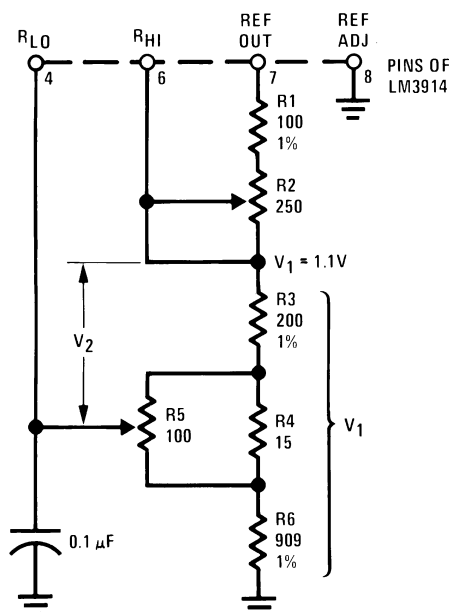 RLO
RHI
REF
OUT
REF
ADJ
4
6
7
8
PINS OF
LM3914
R1
100
1%
R2
250
V1 = 1.1V
R3
200
1%
V2
R5
100
R4
15
V1
0.1 μF
R6
909
1%